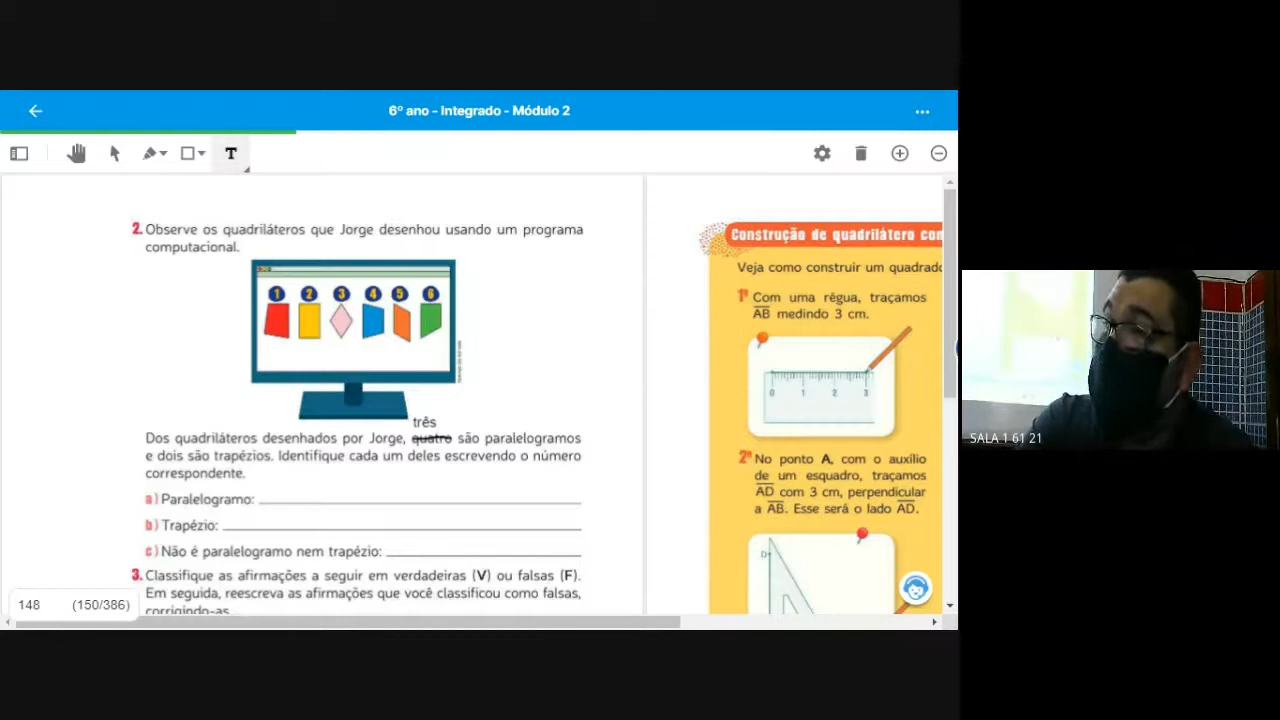 6º ano - Integrado - Módulo 2
T
2. Observe os quadriláteros que Jorge desenhou usando um programa
computacional.
1 2 3 4 5 6
três
Dos quadriláteros desenhados por Jorge, quatro são paralelogramos
e dois são trapézios. Identifique cada um deles escrevendo o número
correspondente.
a) Paralelogramo:
b) Trapézio:
c) Não é paralelogramo nem trapézio:
3. Classifique as afirmações a seguir em verdadeiras (V) ou falsas (F).
Em seguida, reescreva as afirmações que você classificou como falsas,
corrigindo-as.
148 (150/386)
Construção de quadrilátero com
Veja como construir um quadrado
1º Com uma régua, traçamos
AB medindo 3 cm.
0 1 2 3
2º No ponto A, com o auxílio
de um esquadro, traçamos
AD com 3 cm, perpendicular
a AB. Esse será o lado AD.
D
SALA 1 61 21